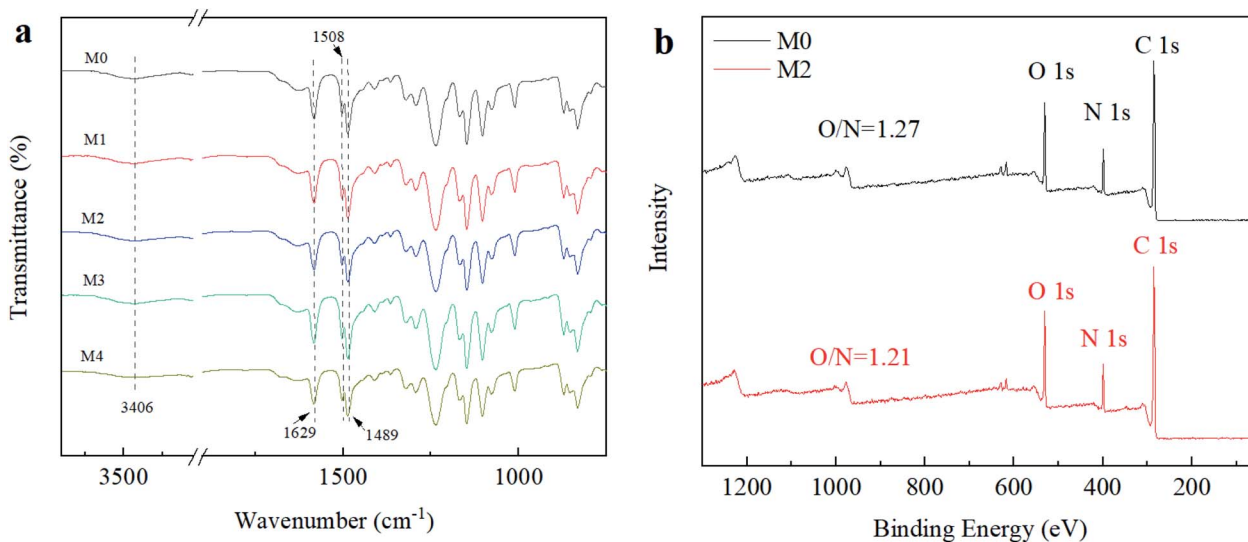 a
1508
M0
M1
M2
M3
M4
3406
1629
1489
3500
1500
1000
Wavenumber (cm⁻¹)
Transmittance (%)
b
M0
M2
C 1s
O 1s
N 1s
O/N=1.27
C 1s
O 1s
N 1s
O/N=1.21
1200
1000
800
600
400
200
Binding Energy (eV)
Intensity